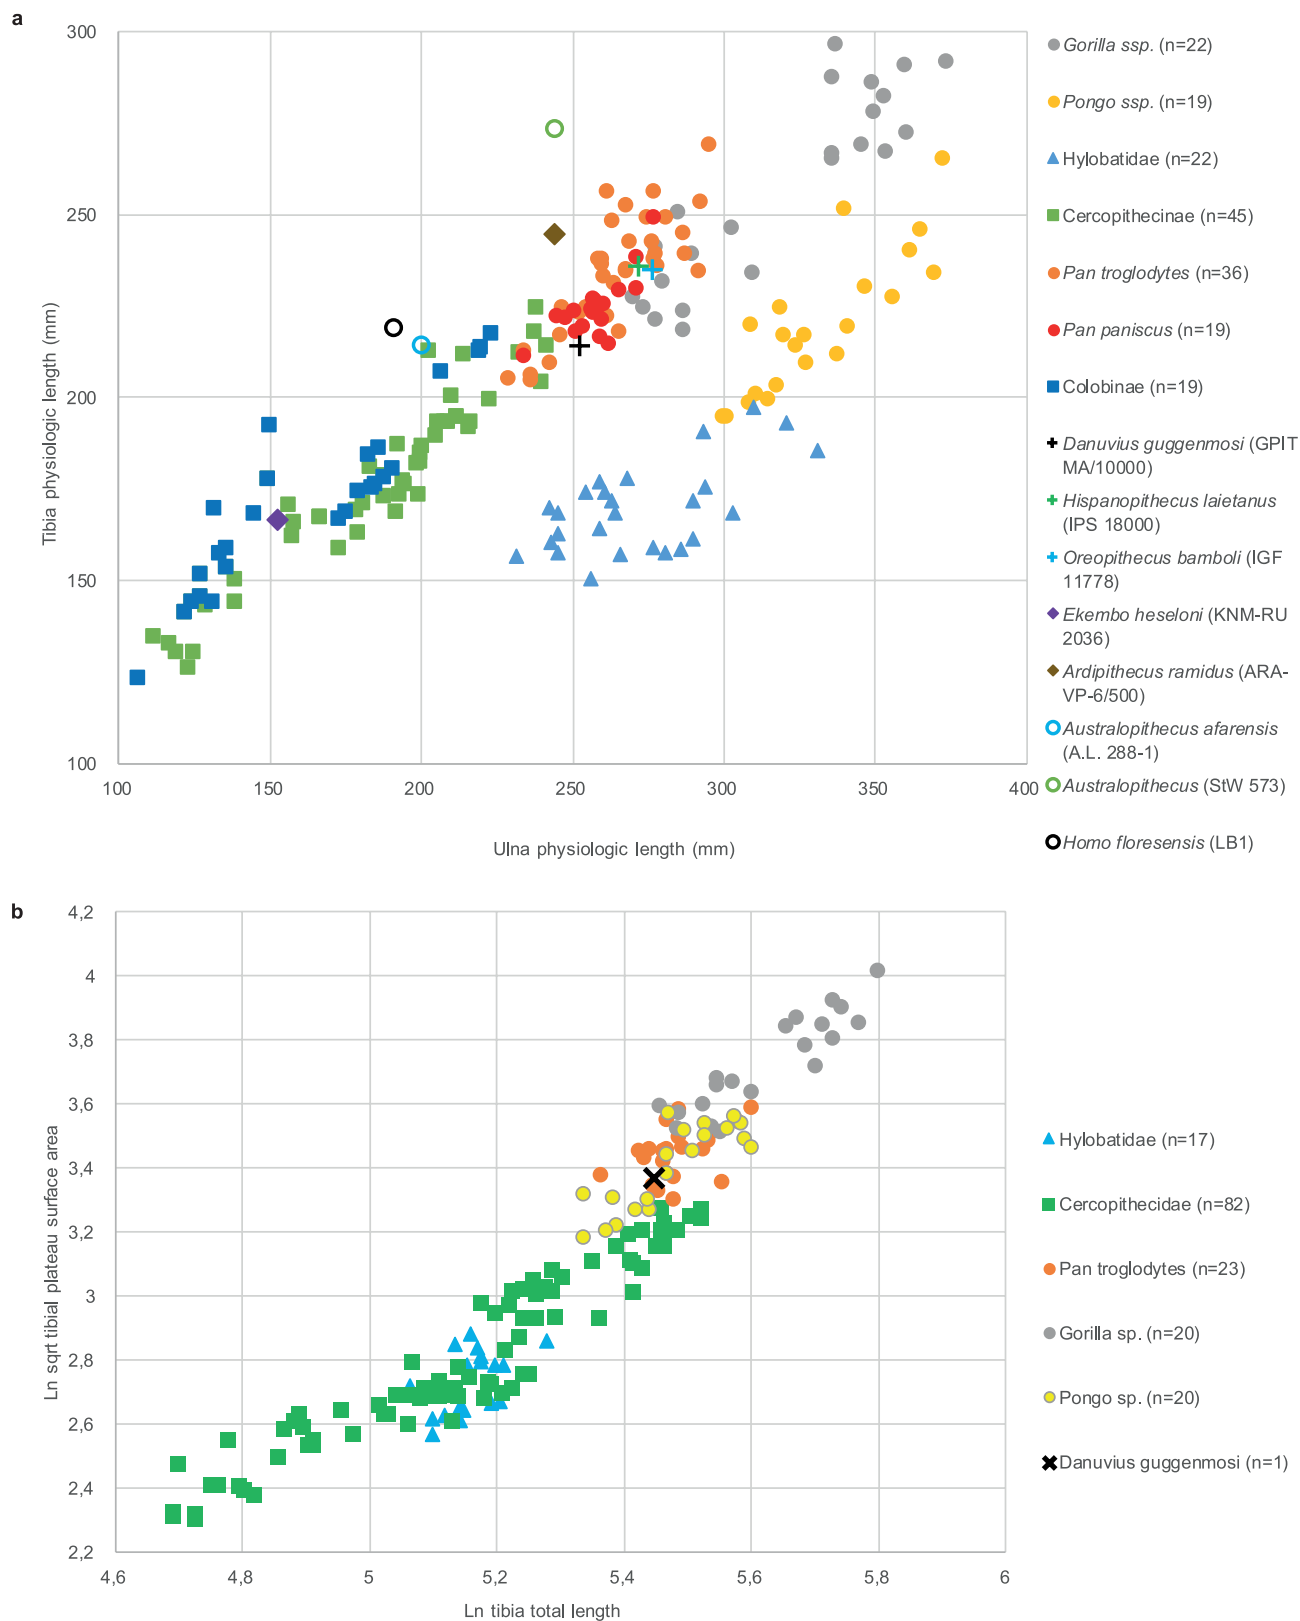 a
300
250
200
150
100
100 150 200 250 300 350 400
Tibia physiologic length (mm)
Ulna physiologic length (mm)
Gorilla ssp. (n=22)
Pongo ssp. (n=19)
Hylobatidae (n=22)
Cercopithecinae (n=45)
Pan troglodytes (n=36)
Pan paniscus (n=19)
Colobinae (n=19)
Danuvius guggenmosi (GPIT
MA/10000)
Hispanopithecus laietanus
(IPS 18000)
Oreopithecus bamboli (IGF
11778)
Ekembo heseloni (KNM-RU
2036)
Ardipithecus ramidus (ARA-
VP-6/500)
Australopithecus afarensis
(A.L. 288-1)
Australopithecus (StW 573)
Homo floresensis (LB1)
b
4,2
4
3,8
3,6
3,4
3,2
3
2,8
2,6
2,4
2,2
4,6 4,8 5 5,2 5,4 5,6 5,8 6
Ln sqrt tibial plateau surface area
Ln tibia total length
Hylobatidae (n=17)
Cercopithecidae (n=82)
Pan troglodytes (n=23)
Gorilla sp. (n=20)
Pongo sp. (n=20)
Danuvius guggenmosi (n=1)